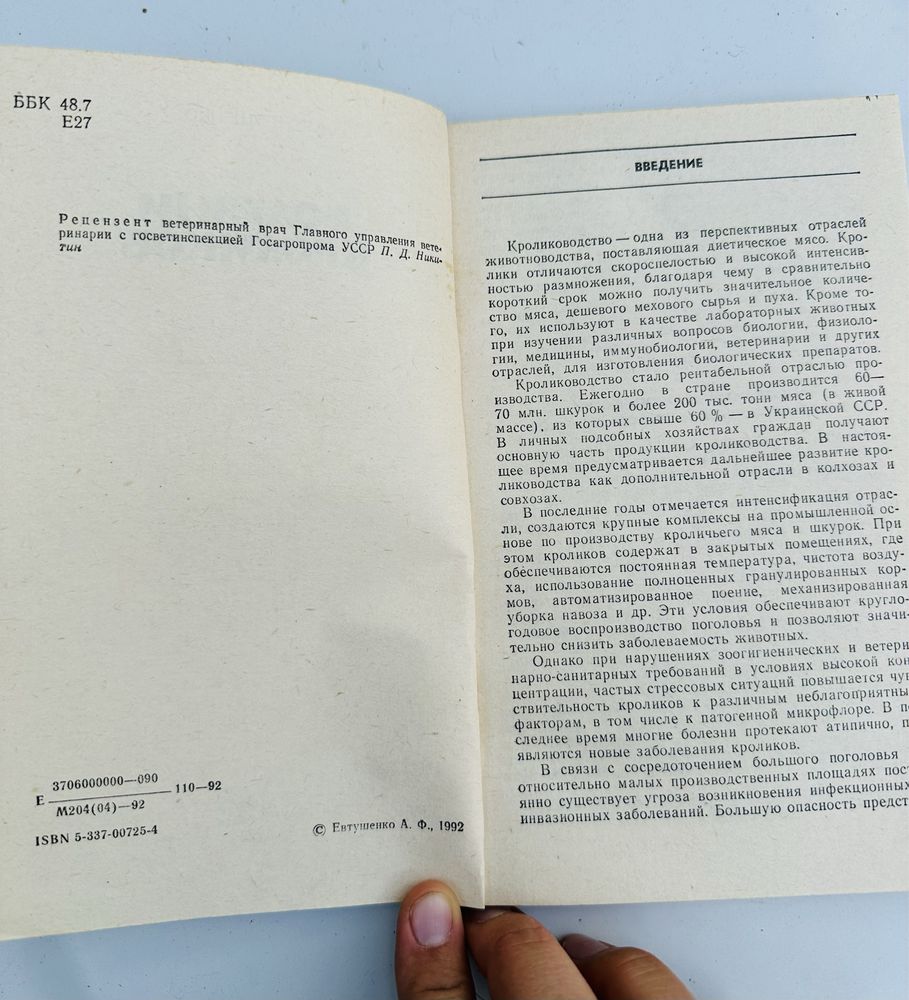 ББК 48.7
Е27
Рецензент ветеринарный врач Главного управления вете-
ринарии с госветинспекцией Госагропрома УССР П. Д. Ники-
тин
Е 3706000000—090 110—92
М204(04)—92
ISBN 5-337-00725-4
© Евтушенко А. Ф., 1992
ВВЕДЕНИЕ
Кролиководство — одна из перспективных отраслей
животноводства, поставляющая диетическое мясо. Кро-
лики отличаются скороспелостью и высокой интенсив-
ностью размножения, благодаря чему в сравнительно
короткий срок можно получить значительное количе-
ство мяса, дешевого мехового сырья и пуха. Кроме то-
го, их используют в качестве лабораторных животных
при изучении различных вопросов биологии, физиоло-
гии, медицины, иммунобиологии, ветеринарии и других
отраслей, для изготовления биологических препаратов.
Кролиководство стало рентабельной отраслью про-
изводства. Ежегодно в стране производится 60—
70 млн. шкурок и более 200 тыс. тонн мяса (в живой
массе), из которых свыше 60 % — в Украинской ССР.
В личных подсобных хозяйствах граждан получают
основную часть продукции кролиководства. В настоя-
щее время предусматривается дальнейшее развитие кро-
лиководства как дополнительной отрасли в колхозах и
совхозах.
В последние годы отмечается интенсификация отрас-
ли, создаются крупные комплексы на промышленной ос-
нове по производству кроличьего мяса и шкурок. При
этом кроликов содержат в закрытых помещениях, где
обеспечиваются постоянная температура, чистота возду-
ха, использование полноценных гранулированных кор-
мов, автоматизированное поение, механизированная
уборка навоза и др. Эти условия обеспечивают кругло-
годовое воспроизводство поголовья и позволяют значи-
тельно снизить заболеваемость животных.
Однако при нарушениях зоогигиенических и ветери
нарно-санитарных требований в условиях высокой кон
центрации, частых стрессовых ситуаций повышается чув
ствительность кроликов к различным неблагоприятны
факторам, в том числе к патогенной микрофлоре. В по
следнее время многие болезни протекают атипично, п
являются новые заболевания кроликов.
В связи с сосредоточением большого поголовья
относительно малых производственных площадях пост
янно существует угроза возникновения инфекционных
инвазионных заболеваний. Большую опасность предст